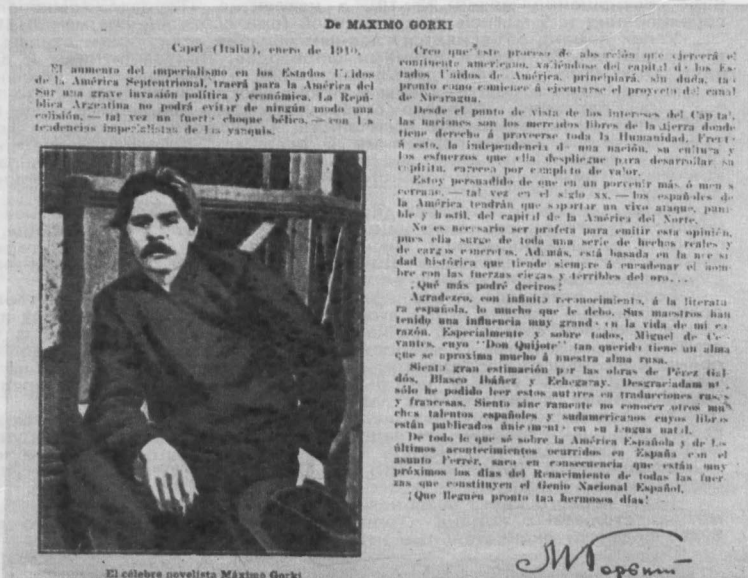 De MAXIMO GORKI
Capri (Italia), enero de 1910.
El aumento del imperialismo en los Estados Unidos
de la América Septentrional, traerá para la América del
Sur una grave invasión política y económica. La Repú-
blica Argentina no podrá evitar de ningún modo una
colisión, — tal vez un fuerte choque bélico, — con las
tendencias imperialistas de los yanquis.
El célebre novelista Máximo Gorki
Creo que este proceso de absorción que ejercerá el
continente americano, valiéndose del capital de los Es-
tados Unidos de América, principiará, sin duda, tan
pronto como comience á ejecutarse el proyecto del canal
de Nicaragua.
Desde el punto de vista de los intereses del Capital,
las naciones son los mercados libres de la tierra donde
tiene derecho á proveerse toda la Humanidad. Frente
á esto, la independencia de una nación, su cultura y
los esfuerzos que ella despliegue para desarrollar su
espíritu, carecen por completo de valor.
Estoy persuadido de que en un porvenir más ó menos
cercano, — tal vez en el siglo xx, — los españoles de
la América tendrán que soportar un vivo ataque,
ble y hostil, del capital de la América del Norte.
No es necesario ser profeta para emitir esta opinión,
pues ella surge de toda una serie de hechos reales y
de cargos concretos. Además, está basada en la necesi-
dad histórica que tiende siempre á encadenar el hom-
bre con las fuerzas ciegas y terribles del oro....
¡Qué más podré deciros!
Agradezco, con infinito reconocimiento, á la literatu-
ra española, lo mucho que le debo. Sus maestros han
tenido una influencia muy grande en la vida de mi co-
razón. Especialmente y sobre todos, Miguel de Cer-
vantes, cuyo "Don Quijote" tan querido tiene un alma
que se aproxima mucho á nuestra alma rusa.
Siento gran estimación por las obras de Pérez Gal-
dós, Blasco Ibáñez y Echegaray. Desgraciadamente,
sólo he podido leer estos autores en traducciones rusas
y francesas. Siento sinceramente no conocer otros mu-
chos talentos españoles y sudamericanos cuyos libros
están publicados únicamente en su lengua natal.
De todo lo que sé sobre la América Española y de los
últimos acontecimientos ocurridos en España con el
asunto Ferrér, saco en consecuencia que están muy
próximos los días del Renacimiento de todas las fuer-
zas que constituyen el Genio Nacional Español.
¡Que lleguen pronto tan hermosos días!
М Горький